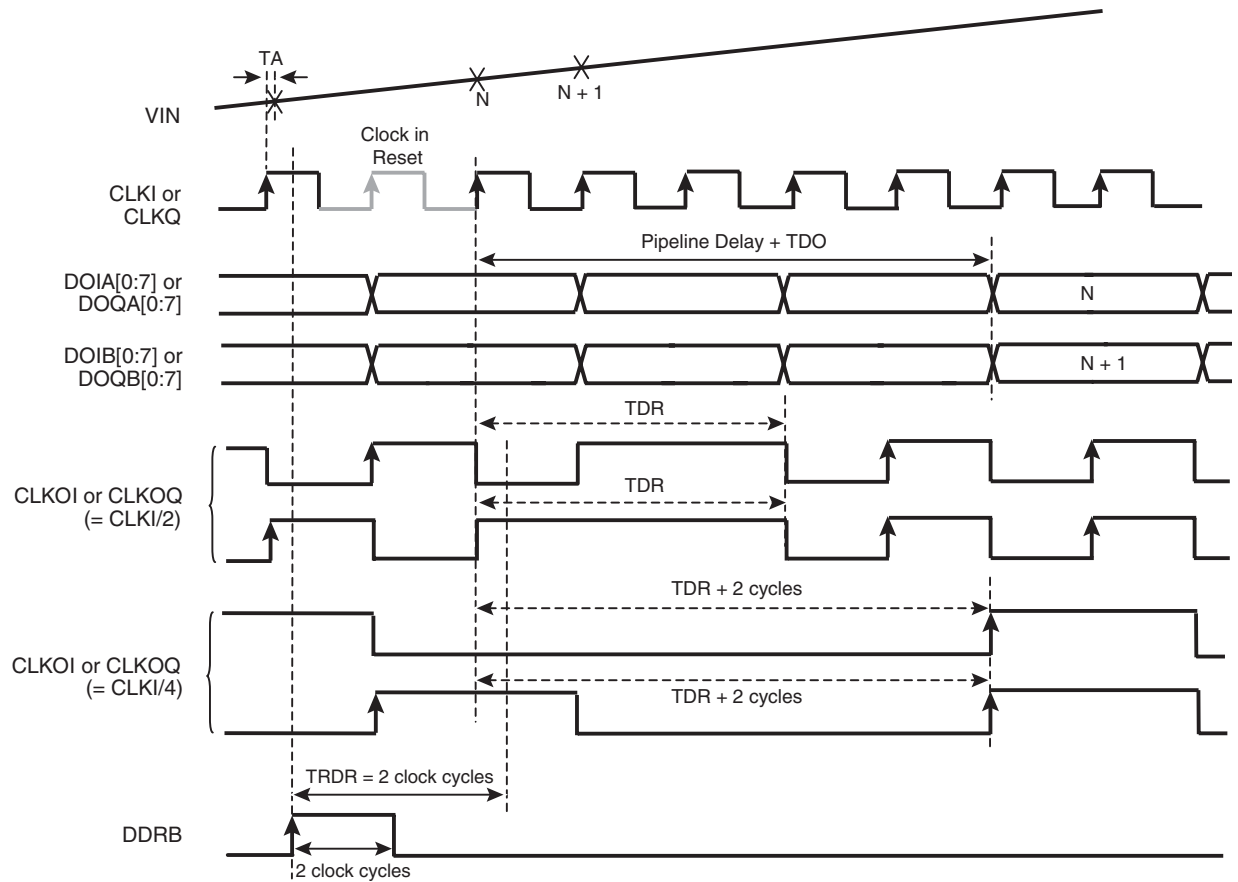 TA
VIN
N
N + 1
Clock in
Reset
CLKI or
CLKQ
Pipeline Delay + TDO
DOIA[0:7] or
DOQA[0:7]
N
DOIB[0:7] or
DOQB[0:7]
N + 1
TDR
CLKOI or CLKOQ
(= CLKI/2)
TDR
TDR + 2 cycles
CLKOI or CLKOQ
(= CLKI/4)
TDR + 2 cycles
TRDR = 2 clock cycles
DDRB
2 clock cycles